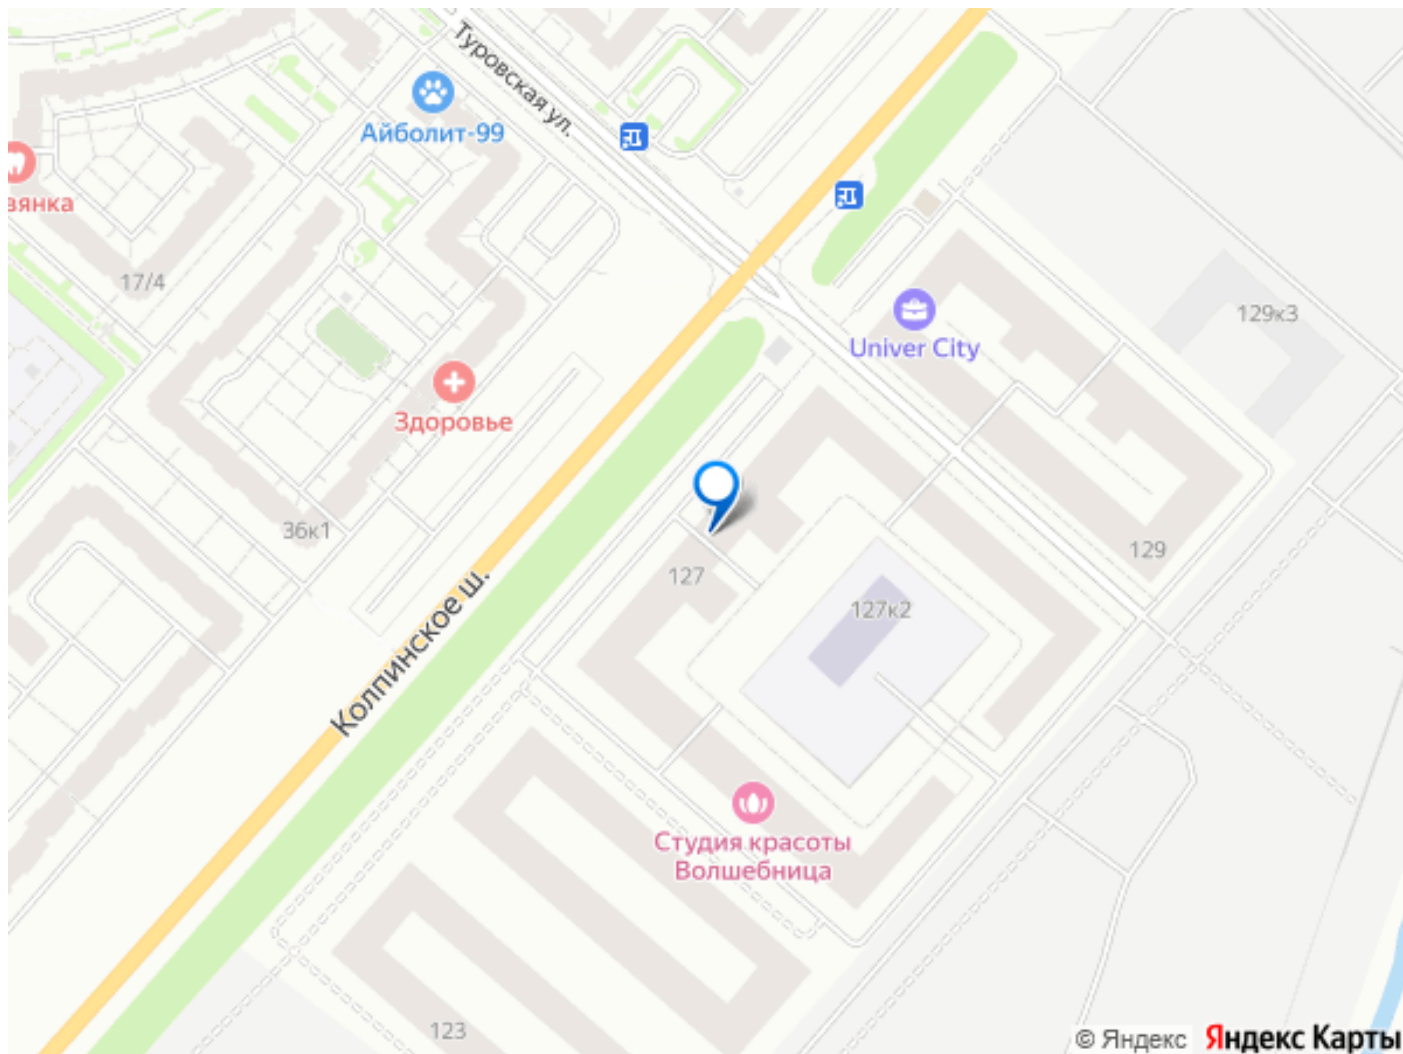 Туровская ул.
Айболит-99
вянка
17/4
129к3
Univer City
Здоровье
36к1
129
127
127к2
Колпинское ш.
Студия красоты
Волшебница
123
© Яндекс Яндекс Карты